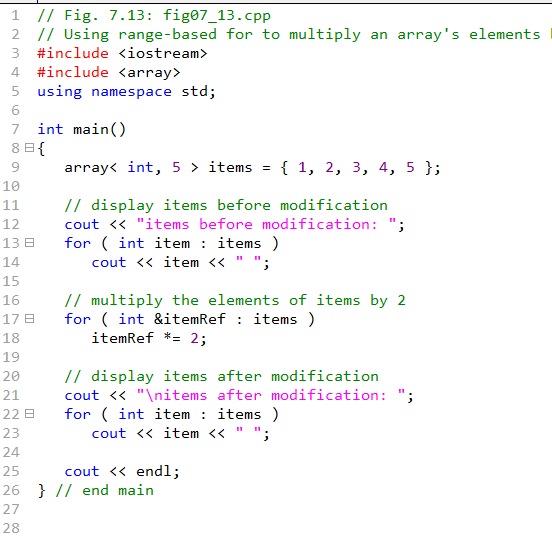 1 // Fig. 7.13: fig07_13.cpp
2 // Using range-based for to multiply an array's elements
3 #include <iostream>
4 #include <array>
5 using namespace std;
6
7 int main()
8 {
9 array< int, 5 > items = { 1, 2, 3, 4, 5 };
10
11 // display items before modification
12 cout << "items before modification: ";
13 for ( int item : items )
14 cout << item << " ";
15
16 // multiply the elements of items by 2
17 for ( int &itemRef : items )
18 itemRef *= 2;
19
20 // display items after modification
21 cout << "\nitems after modification: ";
22 for ( int item : items )
23 cout << item << " ";
24
25 cout << endl;
26 } // end main
27
28